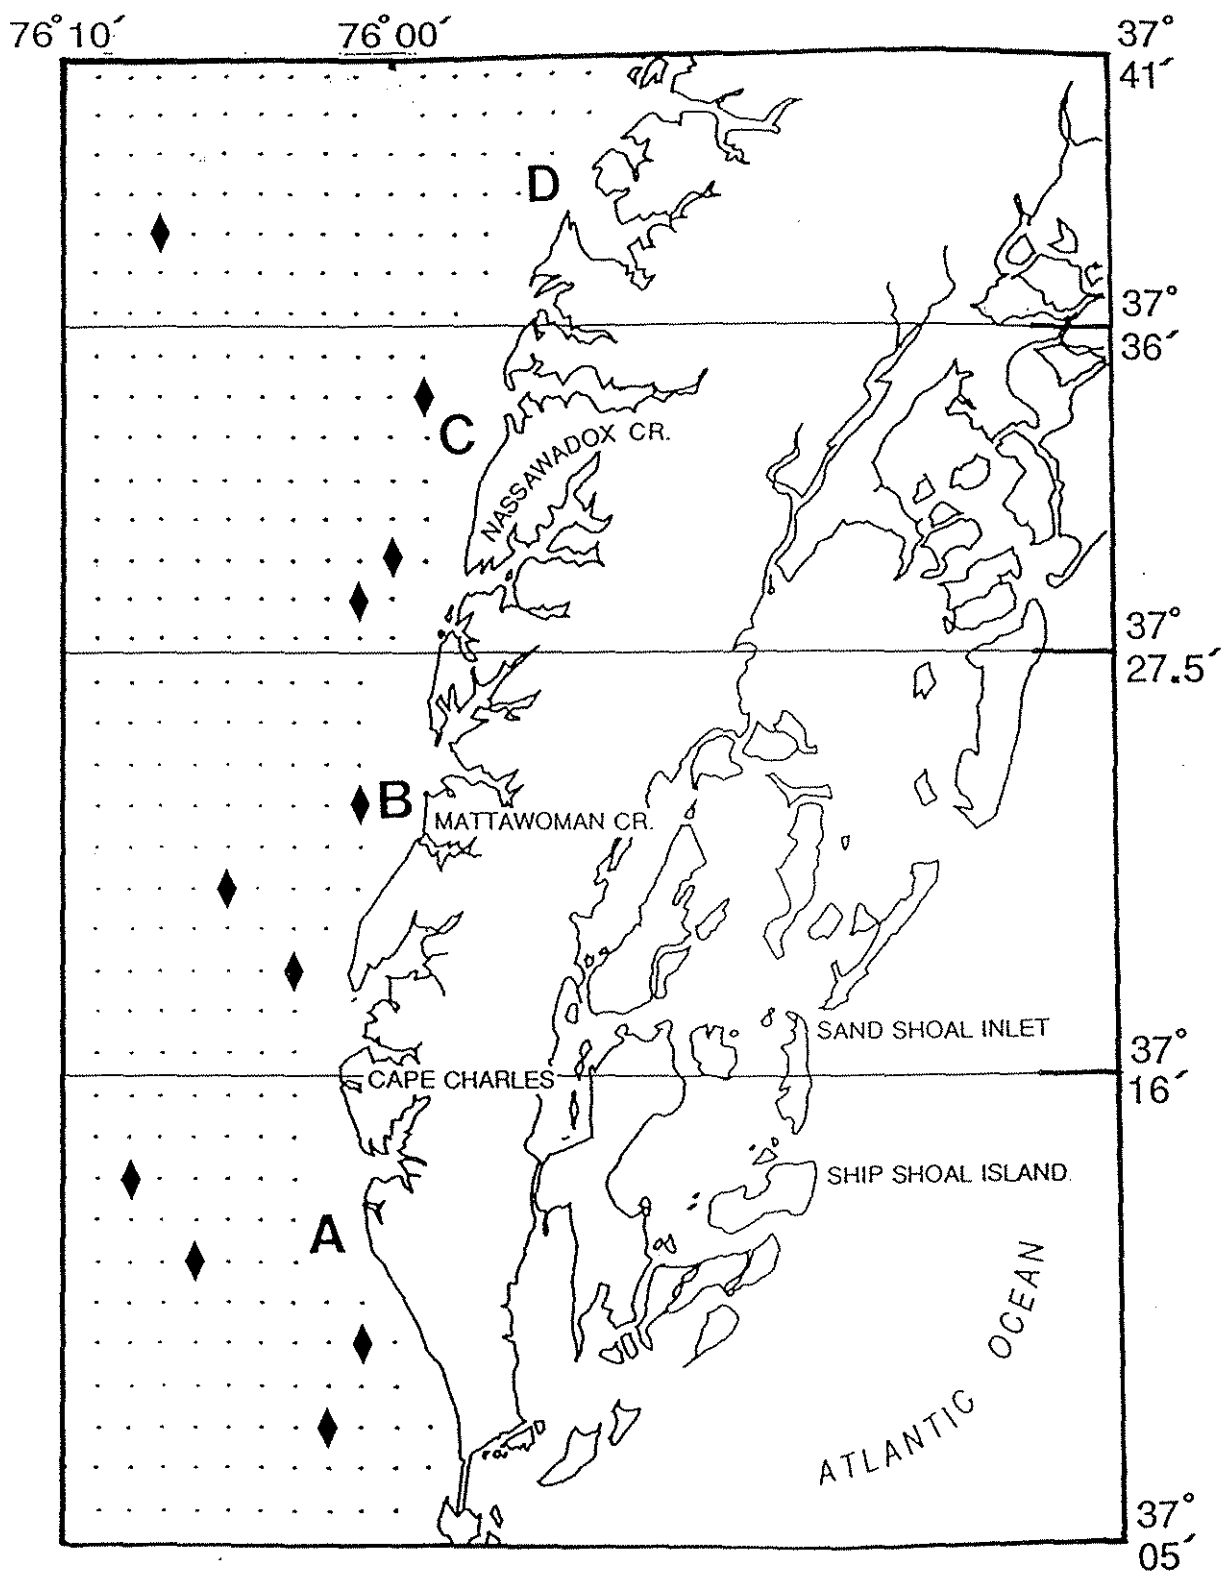 76°10´
76°00´
37°
41´
D
37°
36´
C
NASSAWADOX CR.
37°
27.5´
B
MATTAWOMAN CR.
SAND SHOAL INLET
37°
16´
CAPE CHARLES
SHIP SHOAL ISLAND
A
ATLANTIC OCEAN
37°
05´